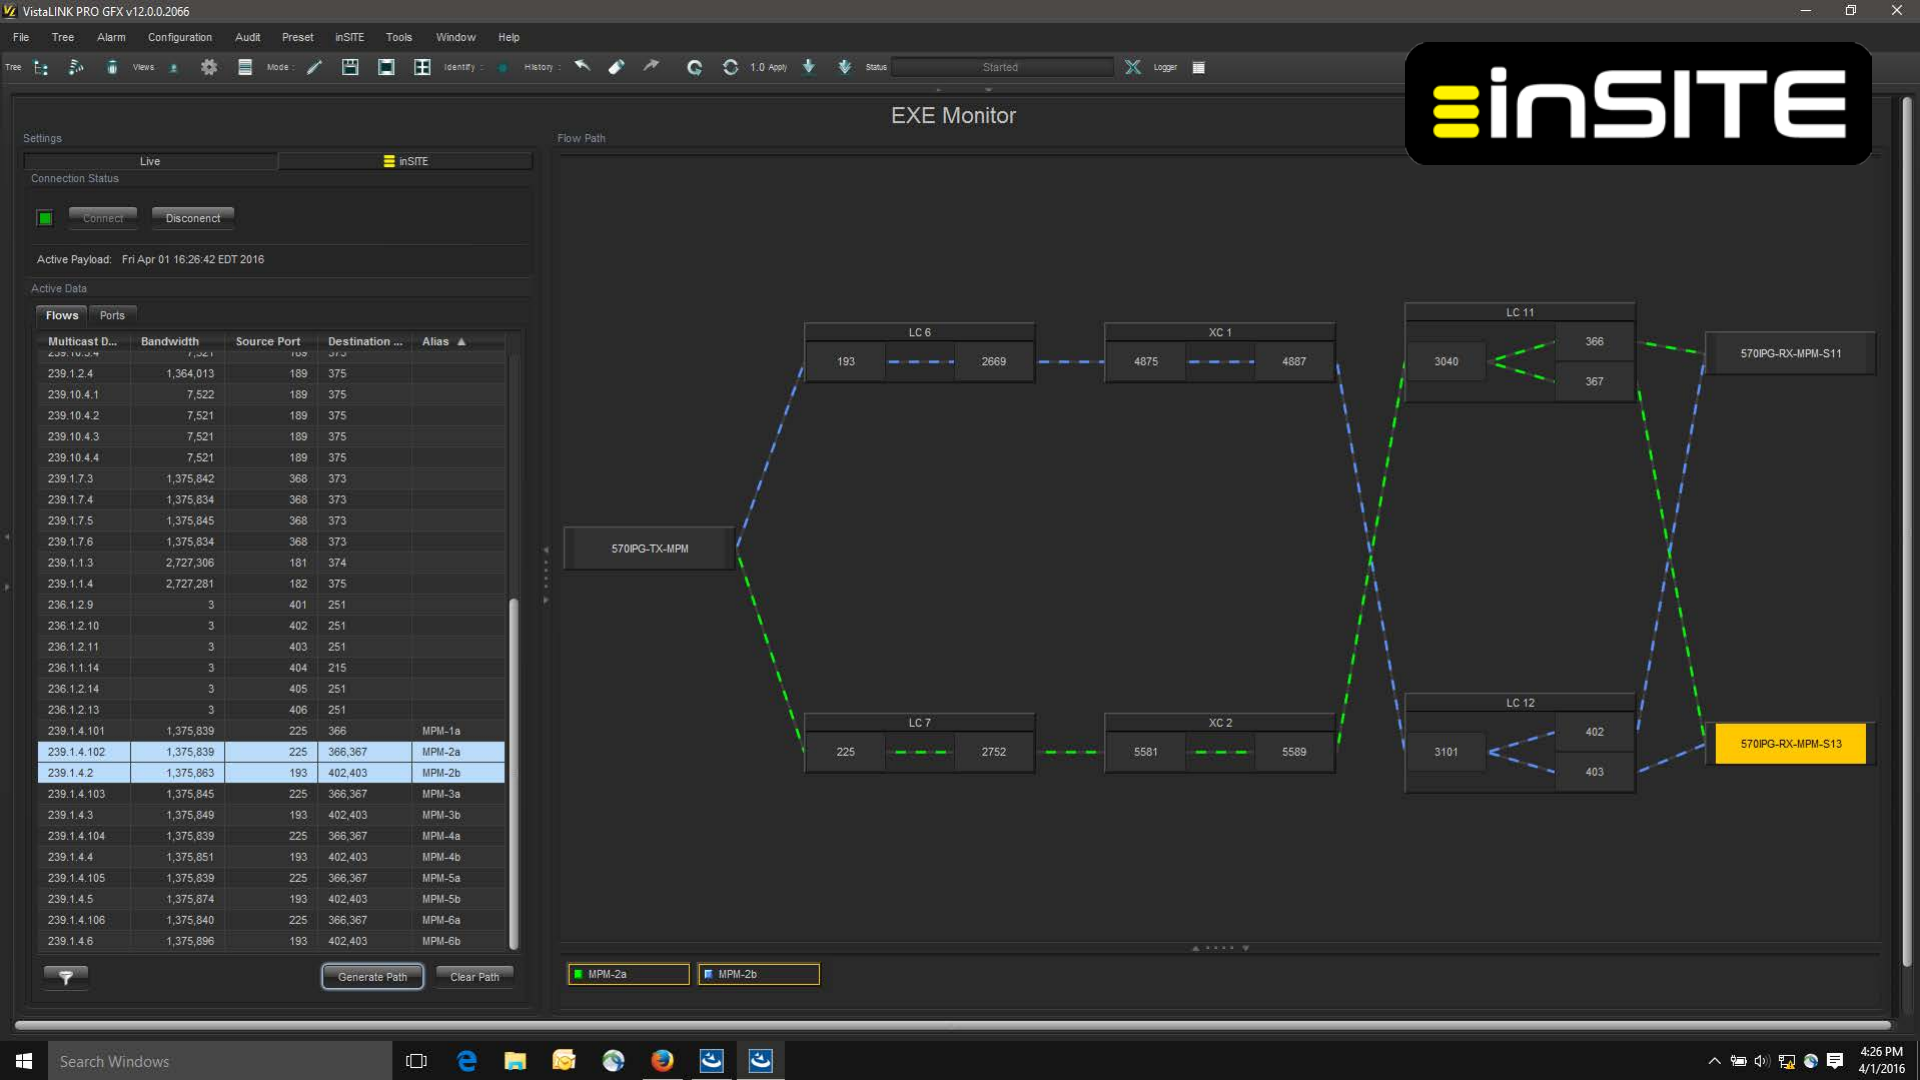 VistaLINK PRO GFX v12.0.0.2066
File Tree Alarm Configuration Audit Preset inSITE Tools Window Help
Tree Views Mode : Identify : History : 1.0 Apply Status Started Logger
inSITE
EXE Monitor
Settings
Live inSITE
Connection Status
Connect Disconenct
Active Payload: Fri Apr 01 16:26:42 EDT 2016
Active Data
Flows Ports
Multicast D... Bandwidth Source Port Destination ... Alias
239.10.3.4 7,521 189 375
239.1.2.4 1,364,013 189 375
239.10.4.1 7,522 189 375
239.10.4.2 7,521 189 375
239.10.4.3 7,521 189 375
239.10.4.4 7,521 189 375
239.1.7.3 1,375,842 368 373
239.1.7.4 1,375,834 368 373
239.1.7.5 1,375,845 368 373
239.1.7.6 1,375,834 368 373
239.1.1.3 2,727,306 181 374
239.1.1.4 2,727,281 182 375
236.1.2.9 3 401 251
236.1.2.10 3 402 251
236.1.2.11 3 403 251
236.1.1.14 3 404 215
236.1.2.14 3 405 251
236.1.2.13 3 406 251
239.1.4.101 1,375,839 225 366 MPM-1a
239.1.4.102 1,375,839 225 366,367 MPM-2a
239.1.4.2 1,375,863 193 402,403 MPM-2b
239.1.4.103 1,375,845 225 366,367 MPM-3a
239.1.4.3 1,375,849 193 402,403 MPM-3b
239.1.4.104 1,375,839 225 366,367 MPM-4a
239.1.4.4 1,375,851 193 402,403 MPM-4b
239.1.4.105 1,375,839 225 366,367 MPM-5a
239.1.4.5 1,375,874 193 402,403 MPM-5b
239.1.4.106 1,375,840 225 366,367 MPM-6a
239.1.4.6 1,375,896 193 402,403 MPM-6b
Generate Path Clear Path
Flow Path
570IPG-TX-MPM
LC 6
193 2669
XC 1
4875 4887
LC 11
3040 366
367
570IPG-RX-MPM-S11
LC 7
225 2752
XC 2
5581 5589
LC 12
3101 402
403
570IPG-RX-MPM-S13
MPM-2a MPM-2b
Search Windows
4:26 PM
4/1/2016